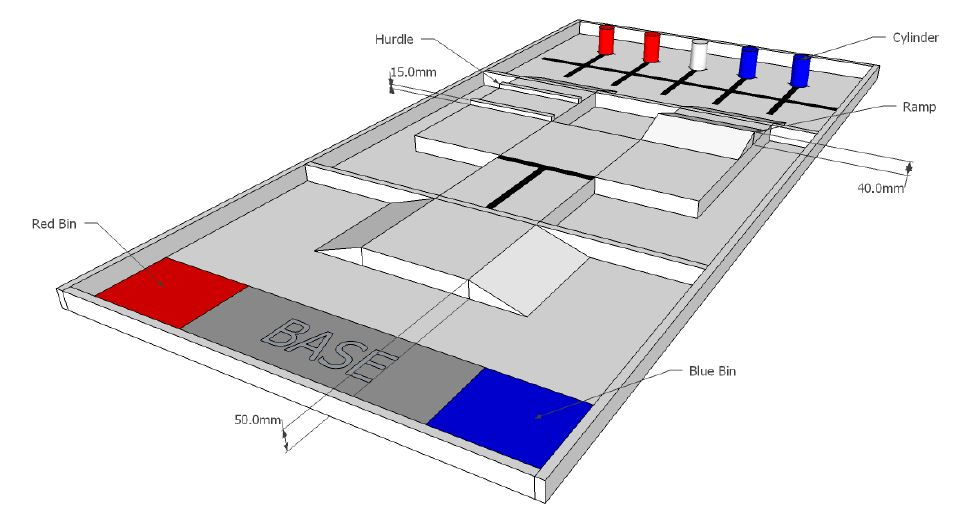 Hurdle
Cylinder
15.0mm
Ramp
40.0mm
Red Bin
BASE
Blue Bin
50.0mm